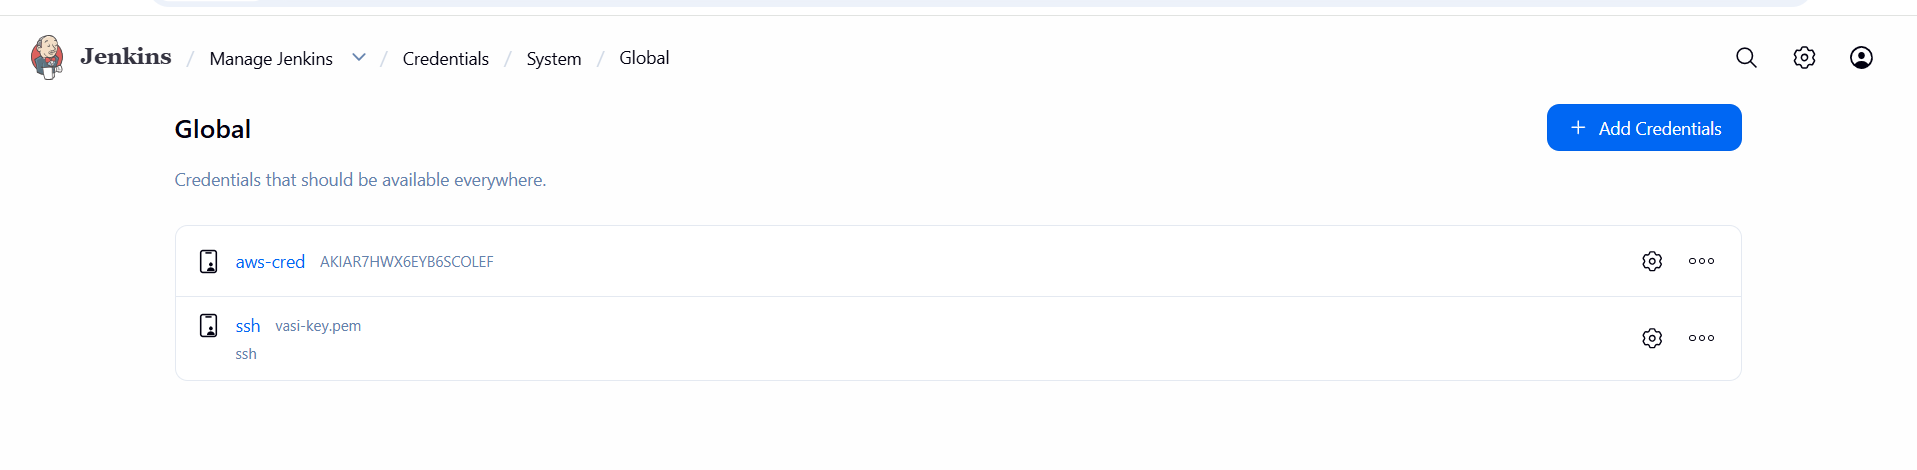 Jenkins / Manage Jenkins / Credentials / System / Global
Global
+ Add Credentials
Credentials that should be available everywhere.
aws-cred AKIAR7HWX6EYB6SCOLEF
ssh vasi-key.pem
ssh